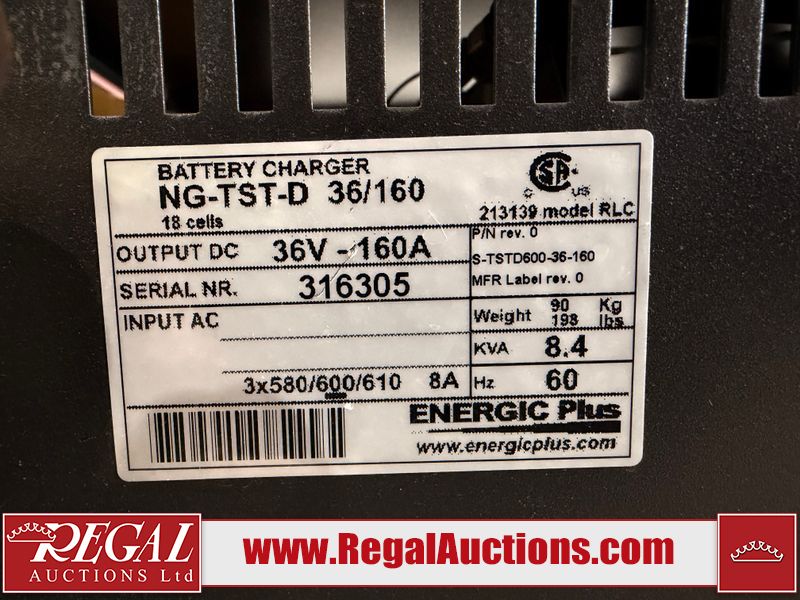 BATTERY CHARGER
NG-TST-D 36/160
18 cells
CSA
C US
213139 model RLC
OUTPUT DC 36V -160A
P/N rev. 0
S-TSTD600-36-160
MFR Label rev. 0
SERIAL NR. 316305
INPUT AC
Weight 90 Kg
198 lbs
KVA 8.4
3x580/600/610 8A
Hz 60
ENERGIC Plus
www.energicplus.com
REGAL
AUCTIONS Ltd
www.RegalAuctions.com